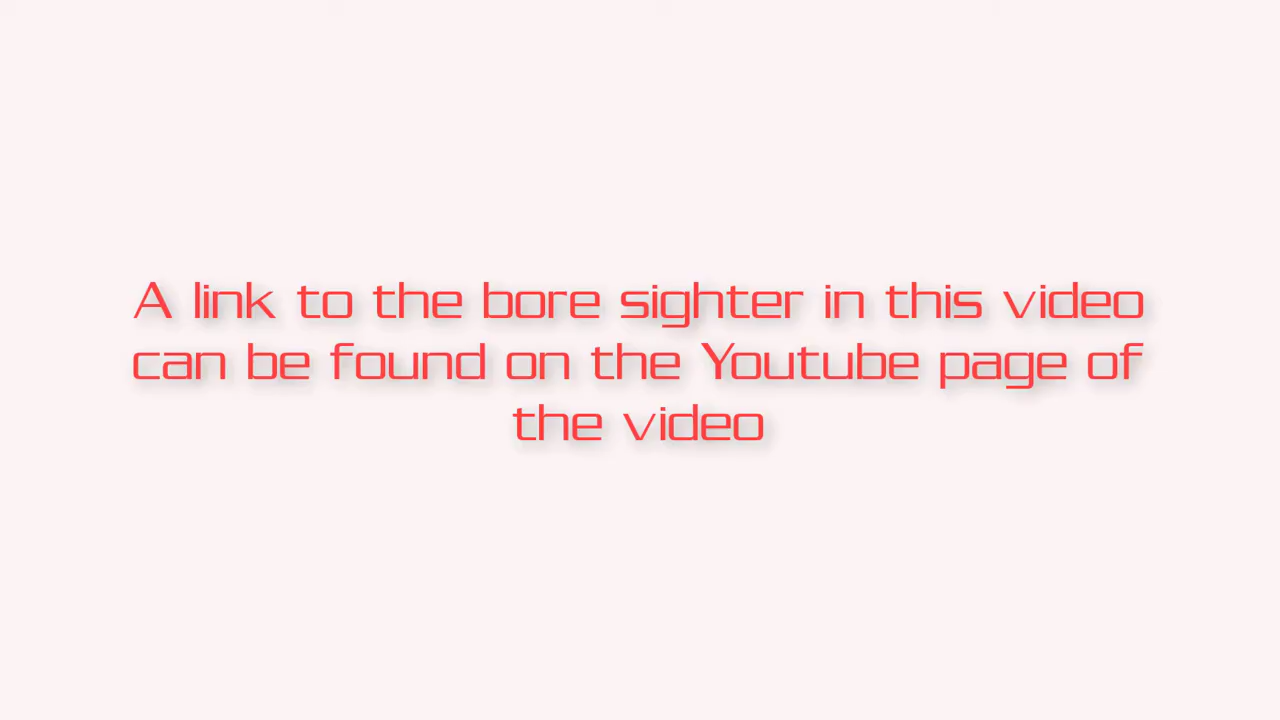 A link to the bore sighter in this video
can be found on the Youtube page of
the video